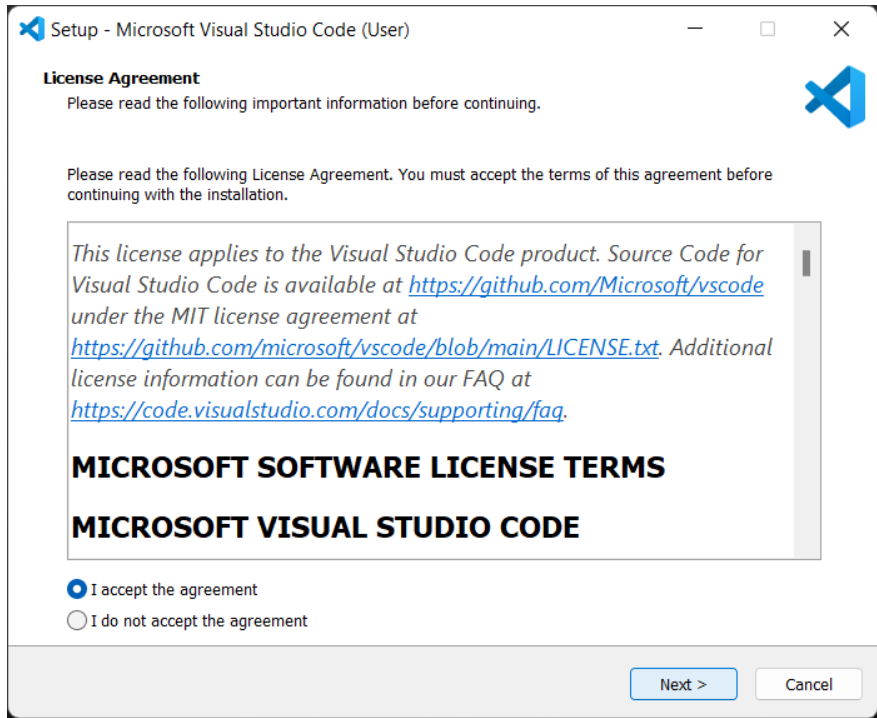 Setup - Microsoft Visual Studio Code (User)
License Agreement
Please read the following important information before continuing.
Please read the following License Agreement. You must accept the terms of this agreement before
continuing with the installation.
This license applies to the Visual Studio Code product. Source Code for
Visual Studio Code is available at https://github.com/Microsoft/vscode
under the MIT license agreement at
https://github.com/microsoft/vscode/blob/main/LICENSE.txt. Additional
license information can be found in our FAQ at
https://code.visualstudio.com/docs/supporting/faq.
MICROSOFT SOFTWARE LICENSE TERMS
MICROSOFT VISUAL STUDIO CODE
I accept the agreement
I do not accept the agreement
Next >
Cancel